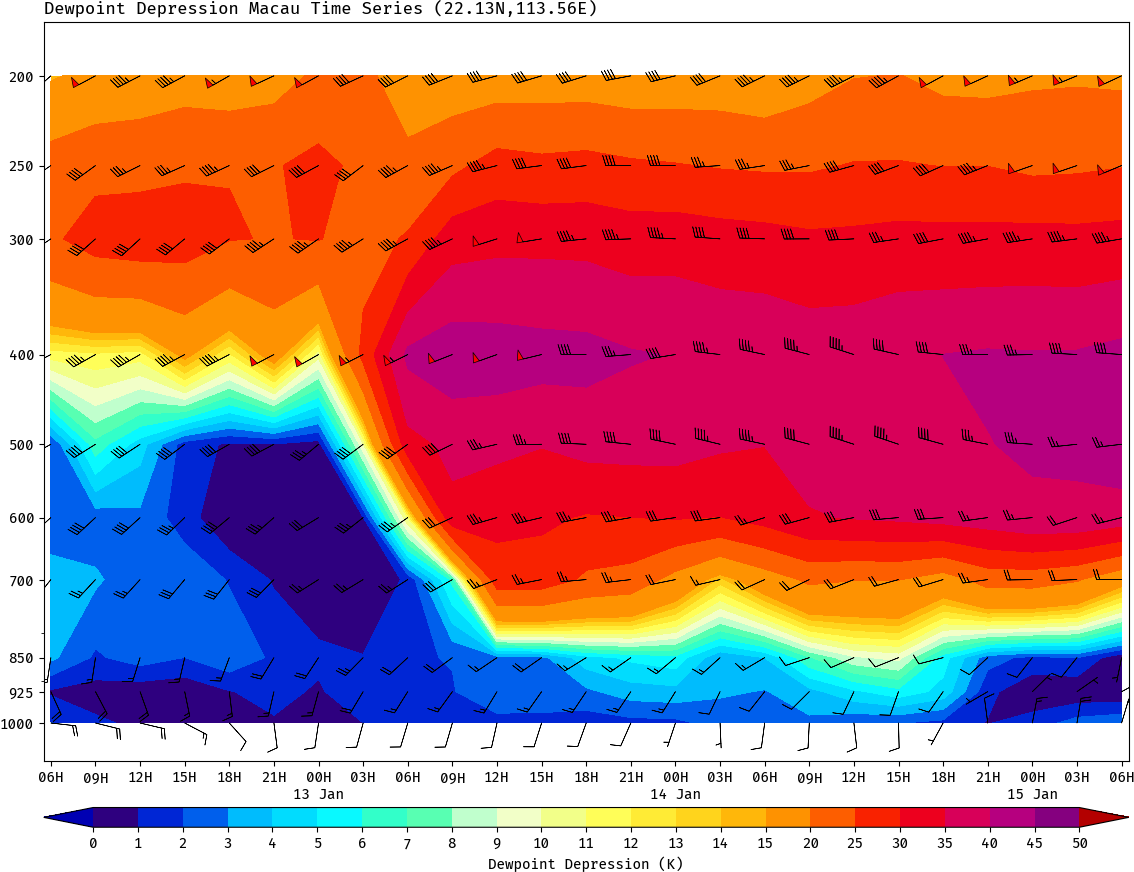 Dewpoint Depression Macau Time Series (22.13N,113.56E)
200
250
300
400
500
600
700
850
925
1000
06H 09H 12H 15H 18H 21H 00H 03H 06H 09H 12H 15H 18H 21H 00H 03H 06H 09H 12H 15H 18H 21H 00H 03H 06H
13 Jan 14 Jan 15 Jan
0 1 2 3 4 5 6 7 8 9 10 11 12 13 14 15 20 25 30 35 40 45 50
Dewpoint Depression (K)